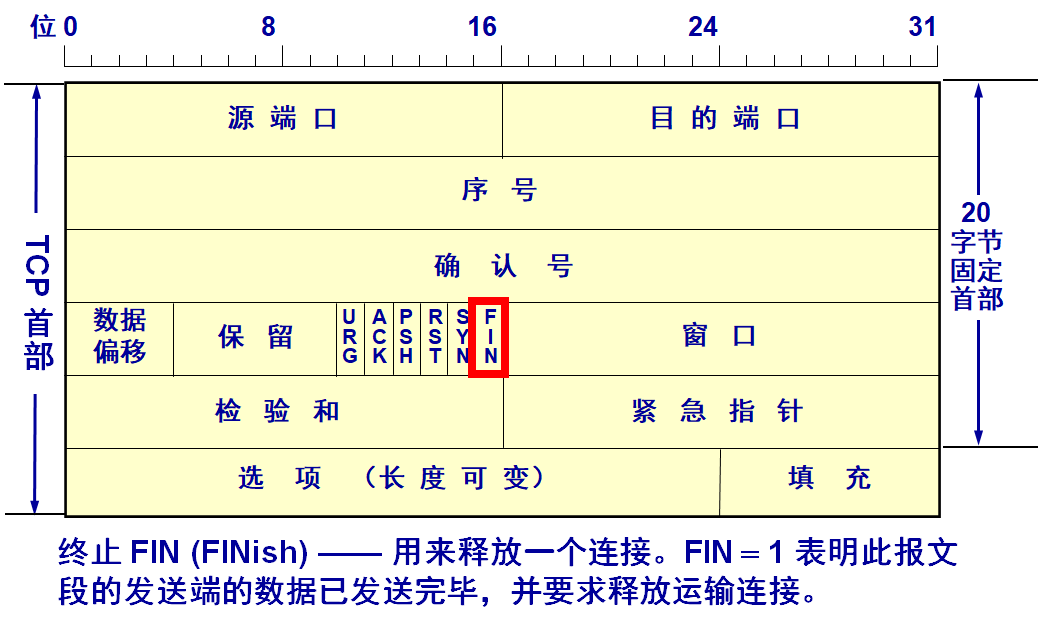 位 0 8 16 24 31
源端口 目的端口
序号
确认号
数据
偏移
保留
URG
ACK
PSH
RST
SYN
FIN
窗口
检验和 紧急指针
选项 (长度可变) 填充
TCP 首部
20
字节
固定
首部
终止 FIN (FINish) —— 用来释放一个连接。FIN = 1 表明此报文
段的发送端的数据已发送完毕，并要求释放运输连接。